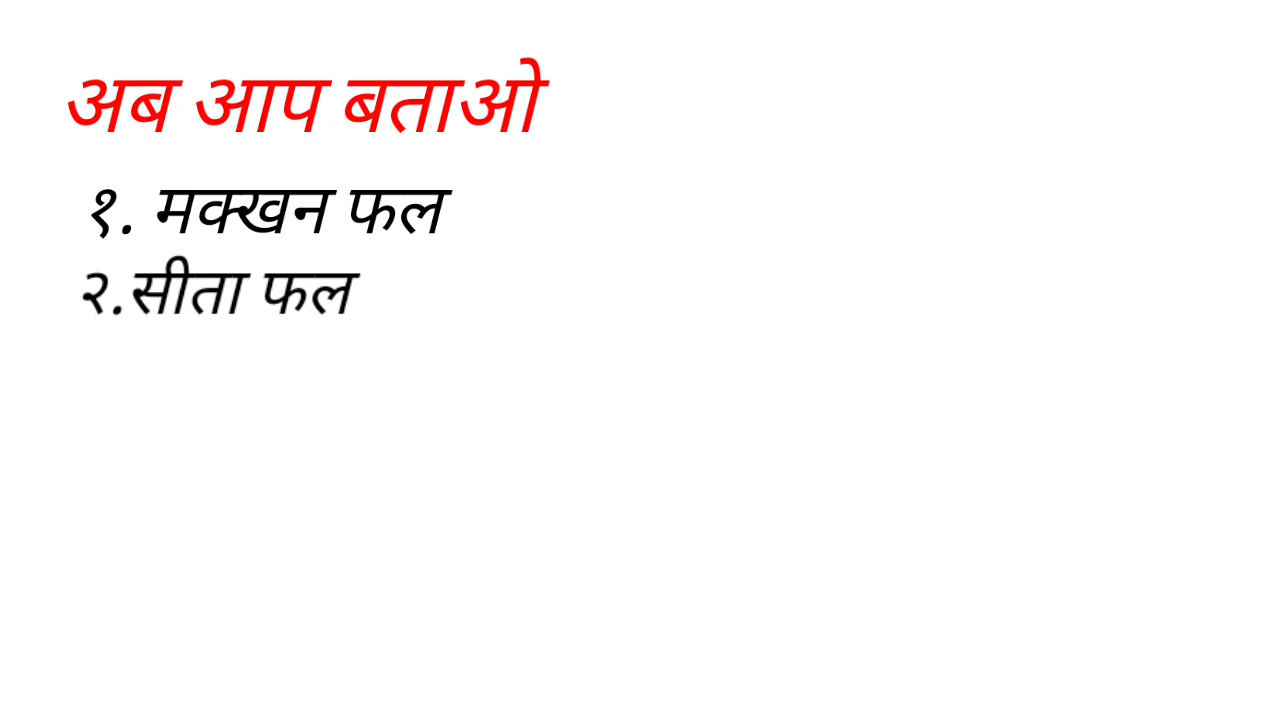 अब आप बताओ
१. मक्खन फल
२.सीता फल